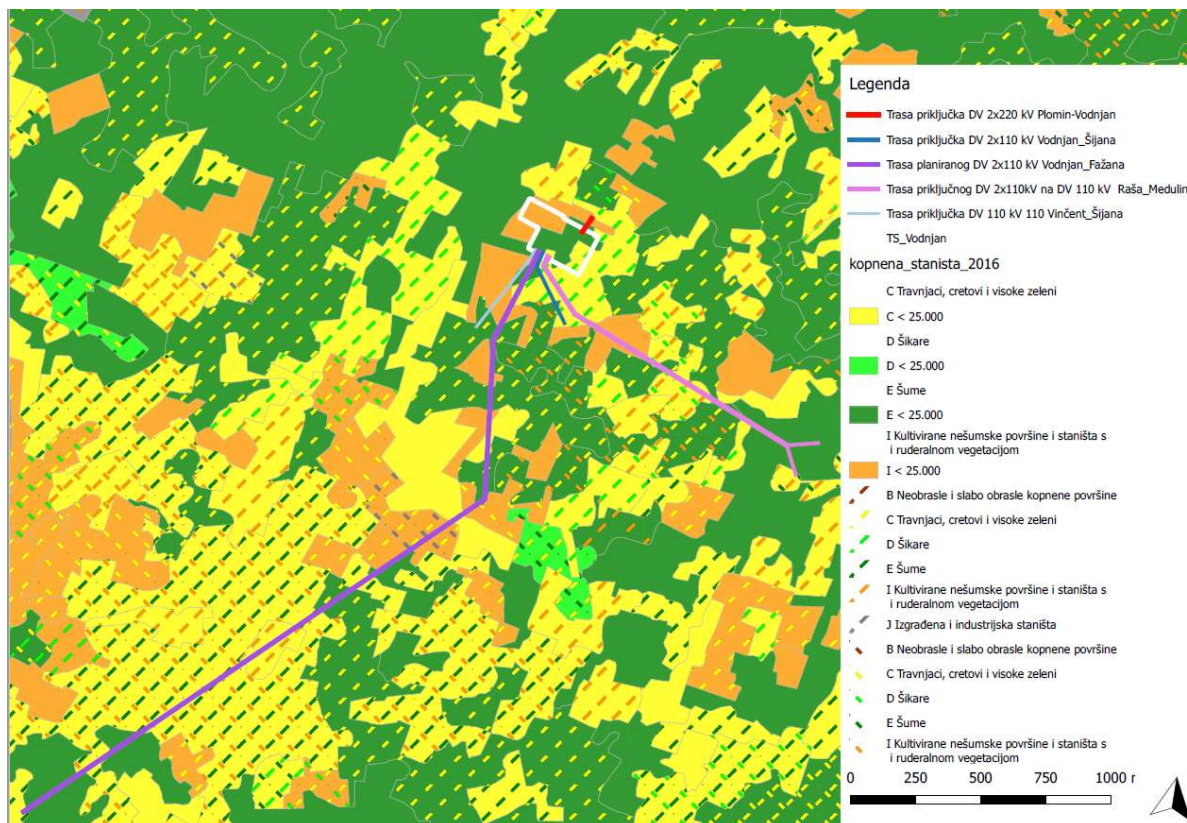 Legenda
Trasa priključka DV 2x220 kV Plomin-Vodnjan
Trasa priključka DV 2x110 kV Vodnjan_Šijana
Trasa planiranog DV 2x110 kV Vodnjan_Fažana
Trasa priključnog DV 2x110kV na DV 110 kV Raša_Medulin
Trasa priključka DV 110 kV 110 Vinčent_Šijana
TS_Vodnjan
kopnena_stanista_2016
C Travnjaci, cretovi i visoke zeleni
C < 25.000
D Šikare
D < 25.000
E Šume
E < 25.000
I Kultivirane nešumske površine i staništa s
i ruderalnom vegetacijom
I < 25.000
B Neobrasle i slabo obrasle kopnene površine
C Travnjaci, cretovi i visoke zeleni
D Šikare
E Šume
I Kultivirane nešumske površine i staništa s
i ruderalnom vegetacijom
J Izgrađena i industrijska staništa
B Neobrasle i slabo obrasle kopnene površine
C Travnjaci, cretovi i visoke zeleni
D Šikare
E Šume
I Kultivirane nešumske površine i staništa s
i ruderalnom vegetacijom
0 250 500 750 1000 r